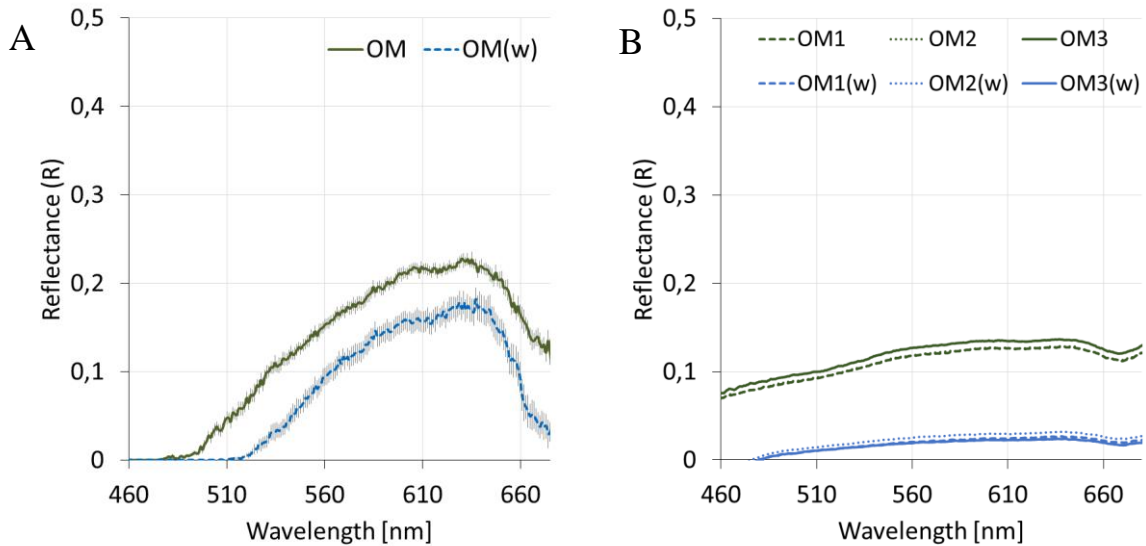 A
OM OM(w)
0,5
0,4
0,3
0,2
0,1
0
Reflectance (R)
460 510 560 610 660
Wavelength [nm]
B
OM1 OM2 OM3
OM1(w) OM2(w) OM3(w)
0,5
0,4
0,3
0,2
0,1
0
Reflectance (R)
460 510 560 610 660
Wavelength [nm]